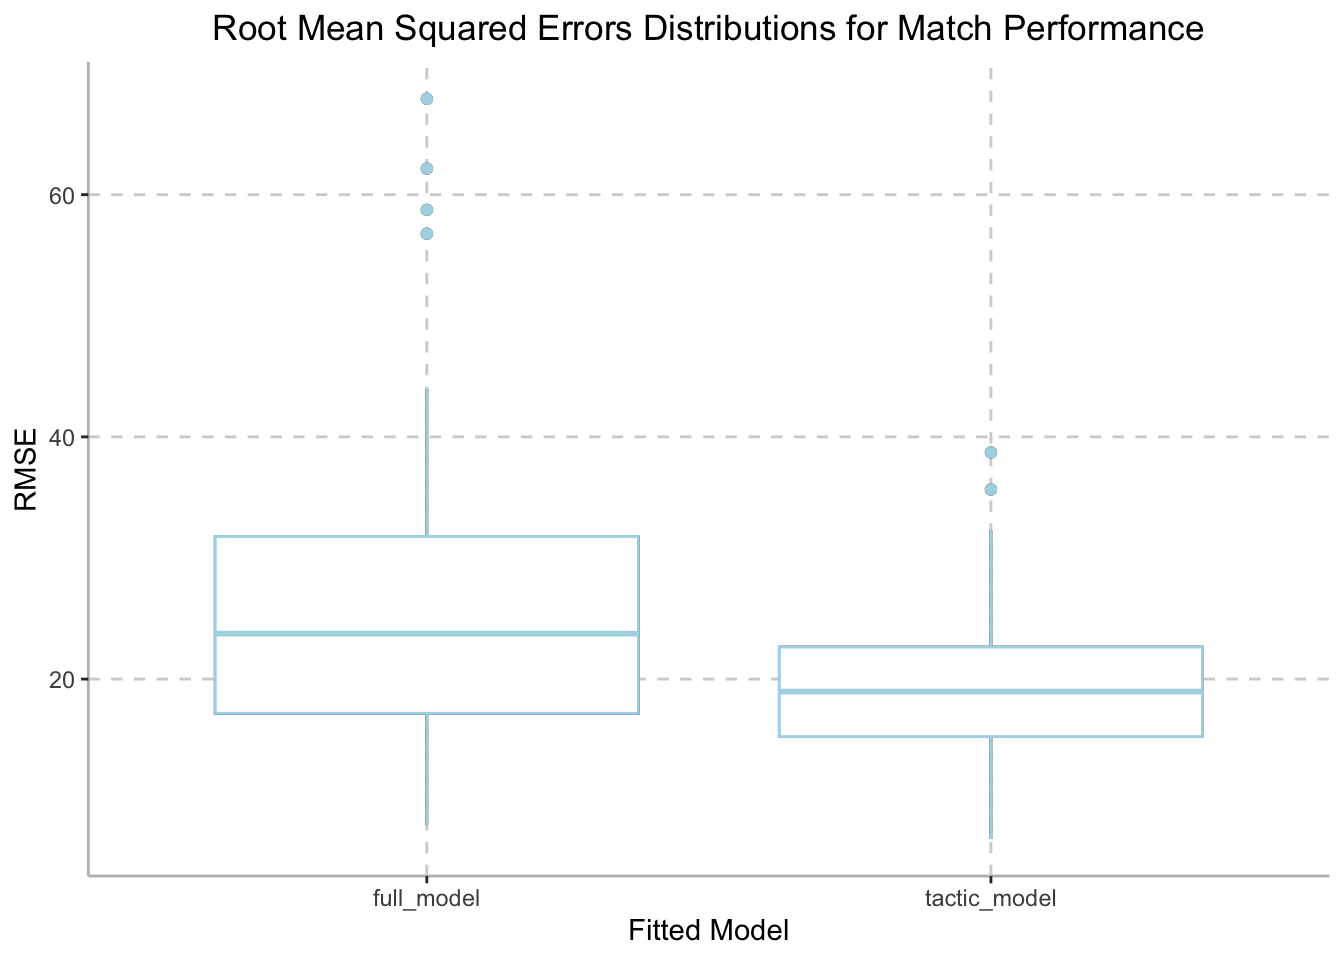 Root Mean Squared Errors Distributions for Match Performance
60
40
20
RMSE
full_model
tactic_model
Fitted Model